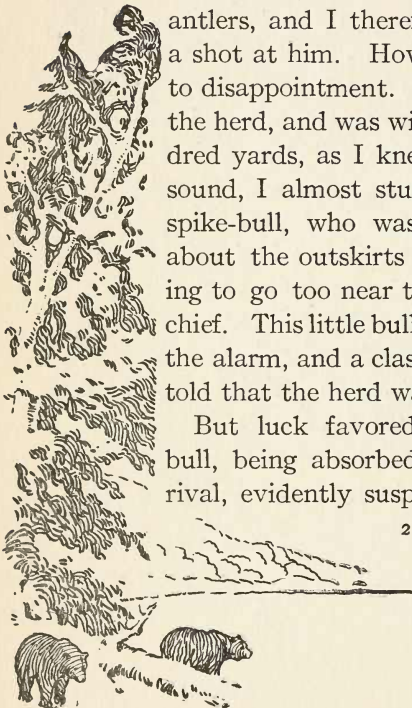 antlers, and I there
a shot at him. Ho
to disappointment.
the herd, and was wi
dred yards, as I kne
sound, I almost stu
spike-bull, who was
about the outskirts
ing to go too near t
chief. This little bull
the alarm, and a clas
told that the herd wa
But luck favored
bull, being absorbed
rival, evidently susp
2